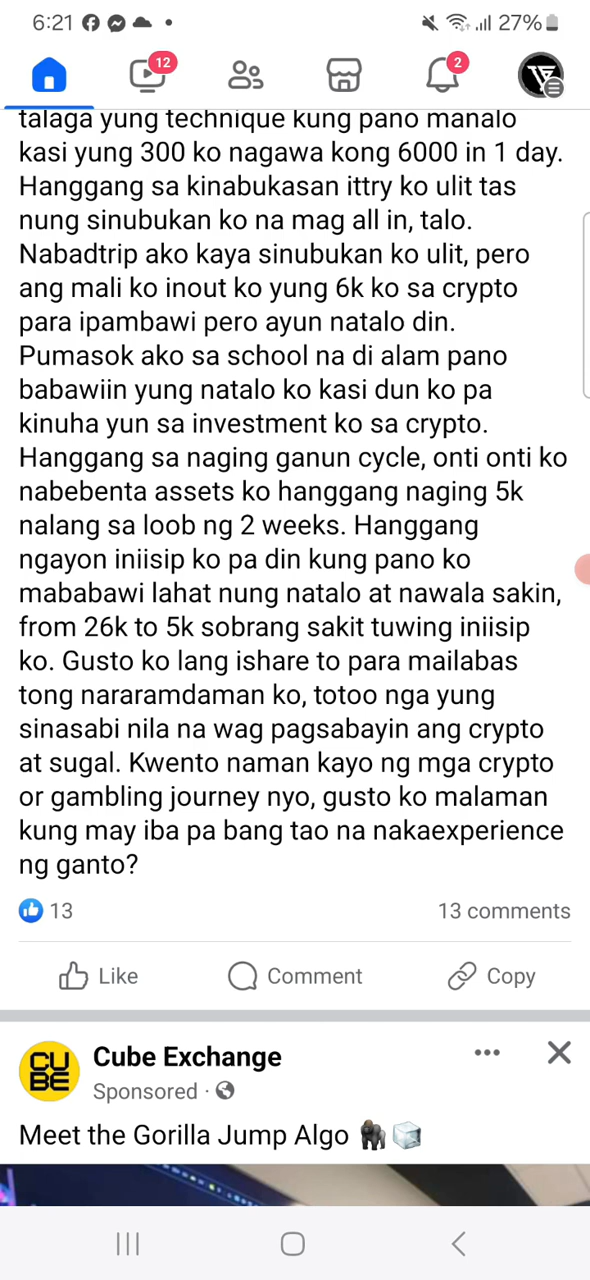 6:21
27%
12
2
talaga yung technique kung pano manalo
kasi yung 300 ko nagawa kong 6000 in 1 day.
Hanggang sa kinabukasan ittry ko ulit tas
nung sinubukan ko na mag all in, talo.
Nabadtrip ako kaya sinubukan ko ulit, pero
ang mali ko inout ko yung 6k ko sa crypto
para ipambawi pero ayun natalo din.
Pumasok ako sa school na di alam pano
babawiin yung natalo ko kasi dun ko pa
kinuha yun sa investment ko sa crypto.
Hanggang sa naging ganun cycle, onti onti ko
nabebenta assets ko hanggang naging 5k
nalang sa loob ng 2 weeks. Hanggang
ngayon iniisip ko pa din kung pano ko
mababawi lahat nung natalo at nawala sakin,
from 26k to 5k sobrang sakit tuwing iniisip
ko. Gusto ko lang ishare to para mailabas
tong nararamdaman ko, totoo nga yung
sinasabi nila na wag pagsabayin ang crypto
at sugal. Kwento naman kayo ng mga crypto
or gambling journey nyo, gusto ko malaman
kung may iba pa bang tao na nakaexperience
ng ganto?
13
13 comments
Like
Comment
Copy
CU
BE
Cube Exchange
Sponsored ·
Meet the Gorilla Jump Algo 🦍🧊